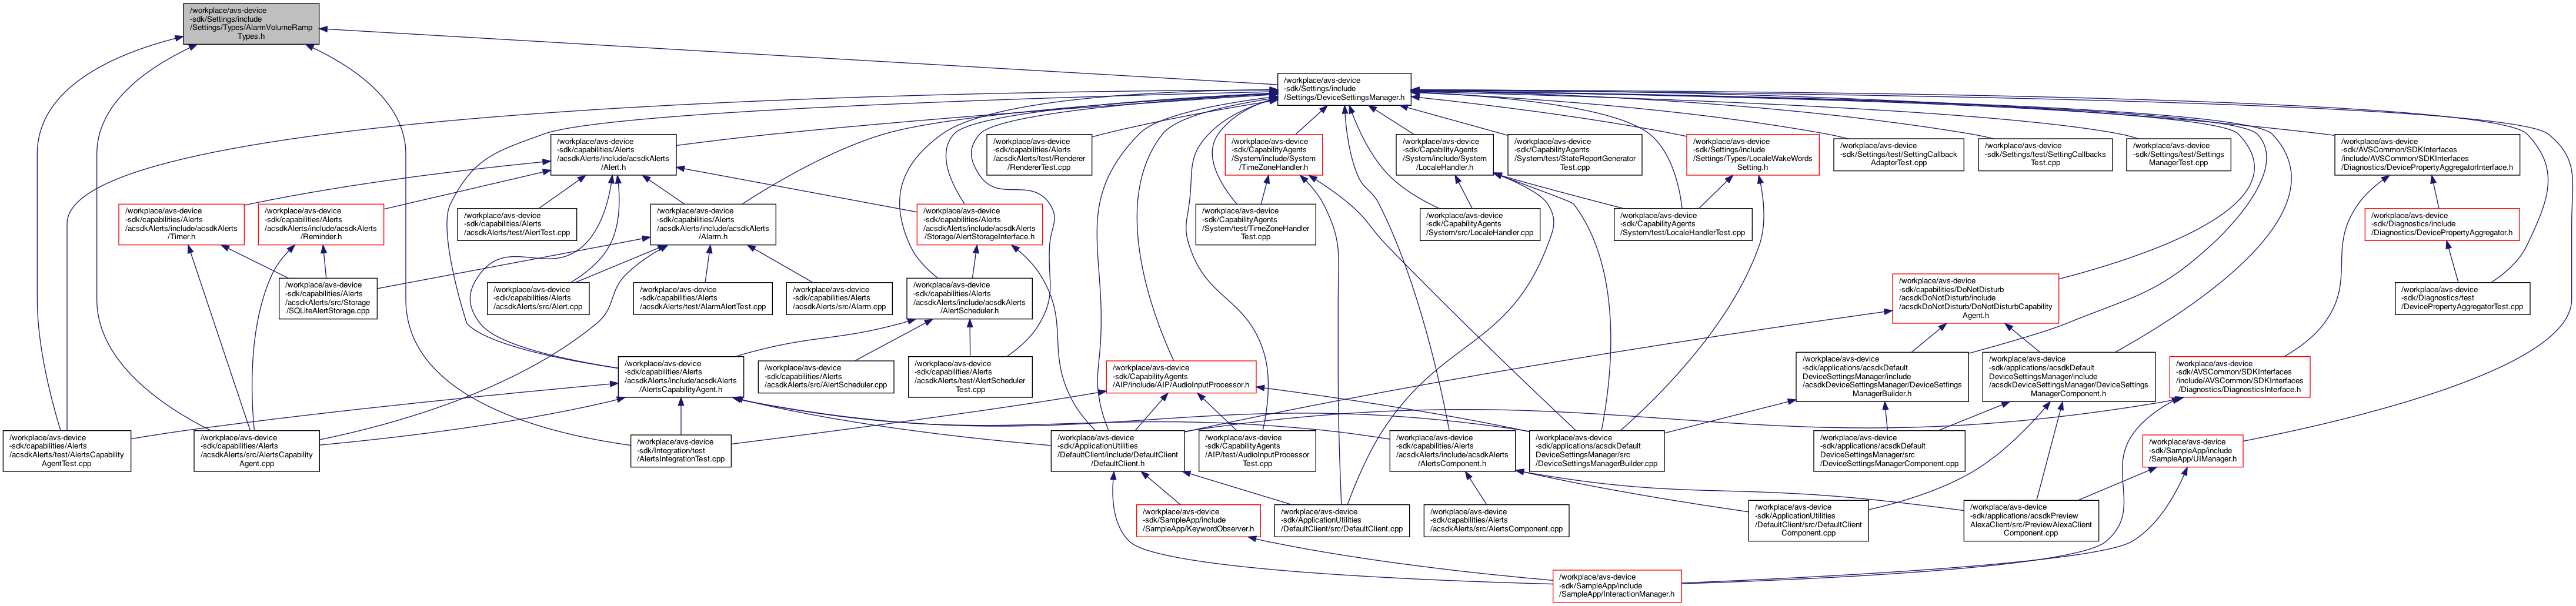 /workplace/avs-device
-sdk/Settings/include
/Settings/Types/AlarmVolumeRamp
Types.h
/workplace/avs-device
-sdk/Settings/include
/Settings/DeviceSettingsManager.h
/workplace/avs-device
-sdk/capabilities/Alerts
/acsdkAlerts/include/acsdkAlerts
/Alert.h
/workplace/avs-device
-sdk/capabilities/Alerts
/acsdkAlerts/test/Renderer
/RendererTest.cpp
/workplace/avs-device
-sdk/CapabilityAgents
/System/include/System
/TimeZoneHandler.h
/workplace/avs-device
-sdk/CapabilityAgents
/System/include/System
/LocaleHandler.h
/workplace/avs-device
-sdk/CapabilityAgents
/System/test/StateReportGenerator
Test.cpp
/workplace/avs-device
-sdk/Settings/include
/Settings/Types/LocaleWakeWords
Setting.h
/workplace/avs-device
-sdk/Settings/test/SettingCallback
AdapterTest.cpp
/workplace/avs-device
-sdk/Settings/test/SettingCallbacks
Test.cpp
/workplace/avs-device
-sdk/Settings/test/Settings
ManagerTest.cpp
/workplace/avs-device
-sdk/AVSCommon/SDKInterfaces
/include/AVSCommon/SDKInterfaces
/Diagnostics/DevicePropertyAggregatorInterface.h
/workplace/avs-device
-sdk/capabilities/Alerts
/acsdkAlerts/include/acsdkAlerts
/Timer.h
/workplace/avs-device
-sdk/capabilities/Alerts
/acsdkAlerts/include/acsdkAlerts
/Reminder.h
/workplace/avs-device
-sdk/capabilities/Alerts
/acsdkAlerts/test/AlertTest.cpp
/workplace/avs-device
-sdk/capabilities/Alerts
/acsdkAlerts/include/acsdkAlerts
/Alarm.h
/workplace/avs-device
-sdk/capabilities/Alerts
/acsdkAlerts/include/acsdkAlerts
/Storage/AlertStorageInterface.h
/workplace/avs-device
-sdk/CapabilityAgents
/System/test/TimeZoneHandler
Test.cpp
/workplace/avs-device
-sdk/CapabilityAgents
/System/src/LocaleHandler.cpp
/workplace/avs-device
-sdk/CapabilityAgents
/System/test/LocaleHandlerTest.cpp
/workplace/avs-device
-sdk/Diagnostics/include
/Diagnostics/DevicePropertyAggregator.h
/workplace/avs-device
-sdk/capabilities/Alerts
/acsdkAlerts/src/Storage
/SQLiteAlertStorage.cpp
/workplace/avs-device
-sdk/capabilities/Alerts
/acsdkAlerts/src/Alert.cpp
/workplace/avs-device
-sdk/capabilities/Alerts
/acsdkAlerts/test/AlarmAlertTest.cpp
/workplace/avs-device
-sdk/capabilities/Alerts
/acsdkAlerts/src/Alarm.cpp
/workplace/avs-device
-sdk/capabilities/Alerts
/acsdkAlerts/include/acsdkAlerts
/AlertScheduler.h
/workplace/avs-device
-sdk/capabilities/DoNotDisturb
/acsdkDoNotDisturb/include
/acsdkDoNotDisturb/DoNotDisturbCapability
Agent.h
/workplace/avs-device
-sdk/Diagnostics/test
/DevicePropertyAggregatorTest.cpp
/workplace/avs-device
-sdk/capabilities/Alerts
/acsdkAlerts/include/acsdkAlerts
/AlertsCapabilityAgent.h
/workplace/avs-device
-sdk/capabilities/Alerts
/acsdkAlerts/src/AlertScheduler.cpp
/workplace/avs-device
-sdk/capabilities/Alerts
/acsdkAlerts/test/AlertScheduler
Test.cpp
/workplace/avs-device
-sdk/CapabilityAgents
/AIP/include/AIP/AudioInputProcessor.h
/workplace/avs-device
-sdk/applications/acsdkDefault
DeviceSettingsManager/include
/acsdkDeviceSettingsManager/DeviceSettings
ManagerBuilder.h
/workplace/avs-device
-sdk/applications/acsdkDefault
DeviceSettingsManager/include
/acsdkDeviceSettingsManager/DeviceSettings
ManagerComponent.h
/workplace/avs-device
-sdk/AVSCommon/SDKInterfaces
/include/AVSCommon/SDKInterfaces
/Diagnostics/DiagnosticsInterface.h
/workplace/avs-device
-sdk/capabilities/Alerts
/acsdkAlerts/test/AlertsCapability
AgentTest.cpp
/workplace/avs-device
-sdk/capabilities/Alerts
/acsdkAlerts/src/AlertsCapability
Agent.cpp
/workplace/avs-device
-sdk/Integration/test
/AlertsIntegrationTest.cpp
/workplace/avs-device
-sdk/ApplicationUtilities
/DefaultClient/include/DefaultClient
/DefaultClient.h
/workplace/avs-device
-sdk/CapabilityAgents
/AIP/test/AudioInputProcessor
Test.cpp
/workplace/avs-device
-sdk/capabilities/Alerts
/acsdkAlerts/include/acsdkAlerts
/AlertsComponent.h
/workplace/avs-device
-sdk/applications/acsdkDefault
DeviceSettingsManager/src
/DeviceSettingsManagerBuilder.cpp
/workplace/avs-device
-sdk/applications/acsdkDefault
DeviceSettingsManager/src
/DeviceSettingsManagerComponent.cpp
/workplace/avs-device
-sdk/SampleApp/include
/SampleApp/UIManager.h
/workplace/avs-device
-sdk/SampleApp/include
/SampleApp/KeywordObserver.h
/workplace/avs-device
-sdk/ApplicationUtilities
/DefaultClient/src/DefaultClient.cpp
/workplace/avs-device
-sdk/capabilities/Alerts
/acsdkAlerts/src/AlertsComponent.cpp
/workplace/avs-device
-sdk/ApplicationUtilities
/DefaultClient/src/DefaultClient
Component.cpp
/workplace/avs-device
-sdk/applications/acsdkPreview
AlexaClient/src/PreviewAlexaClient
Component.cpp
/workplace/avs-device
-sdk/SampleApp/include
/SampleApp/InteractionManager.h